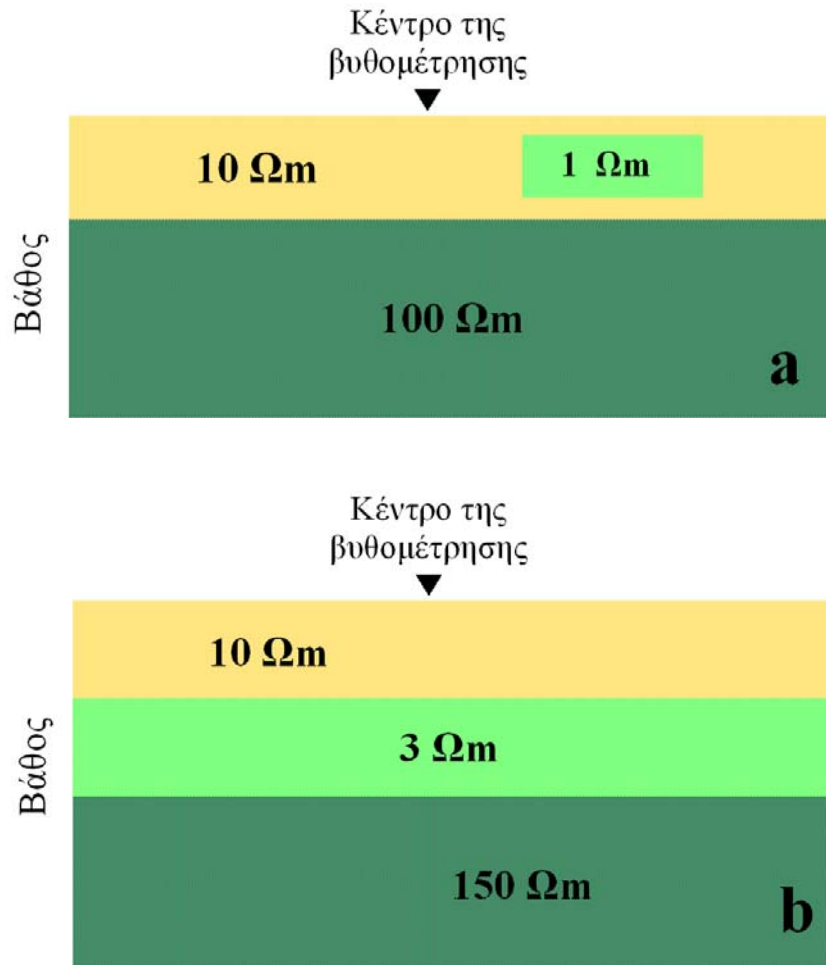 Κέντρο της
βυθομέτρησης
10 Ωm
1 Ωm
Βάθος
100 Ωm
a
Κέντρο της
βυθομέτρησης
10 Ωm
Βάθος
3 Ωm
150 Ωm
b